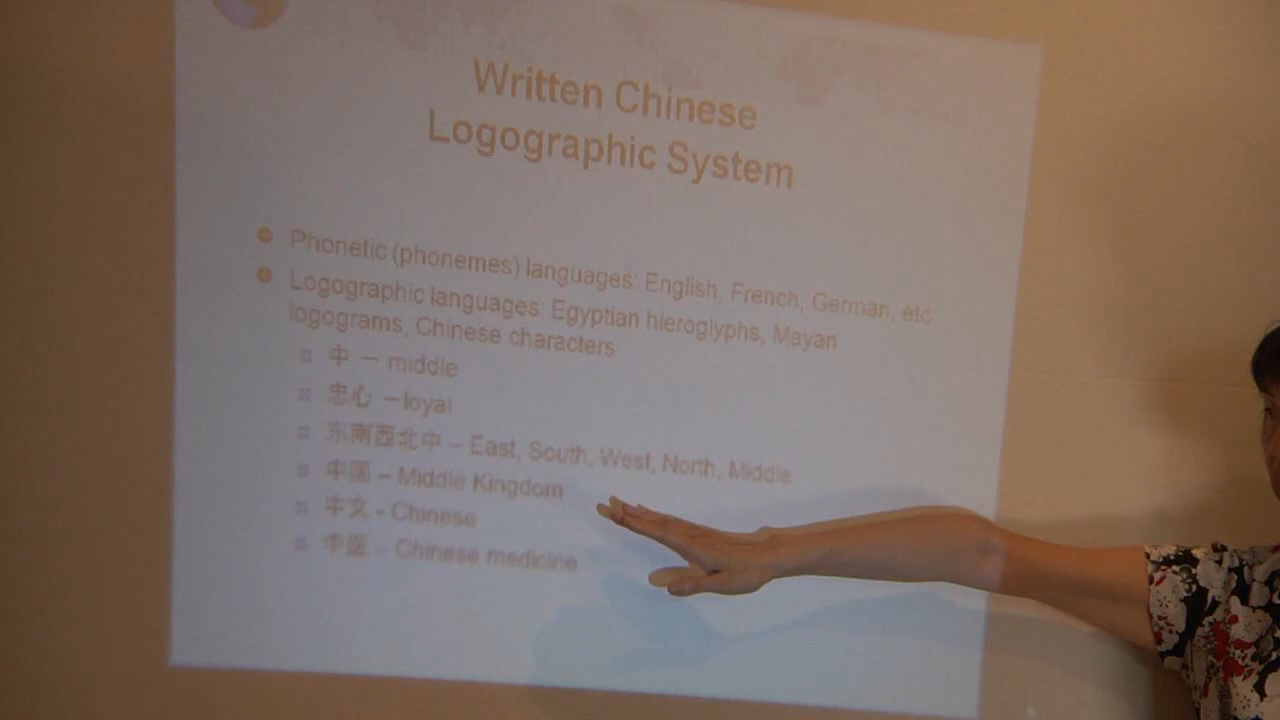 Written Chinese
Logographic System
Phonetic (phonemes) languages: English, French, German, etc.
Logographic languages: Egyptian hieroglyphs, Mayan
logograms, Chinese characters
中 – middle
忠心 –loyal
东南西北中 – East, South, West, North, Middle
中国 – Middle Kingdom
中文 - Chinese
中医 – Chinese medicine